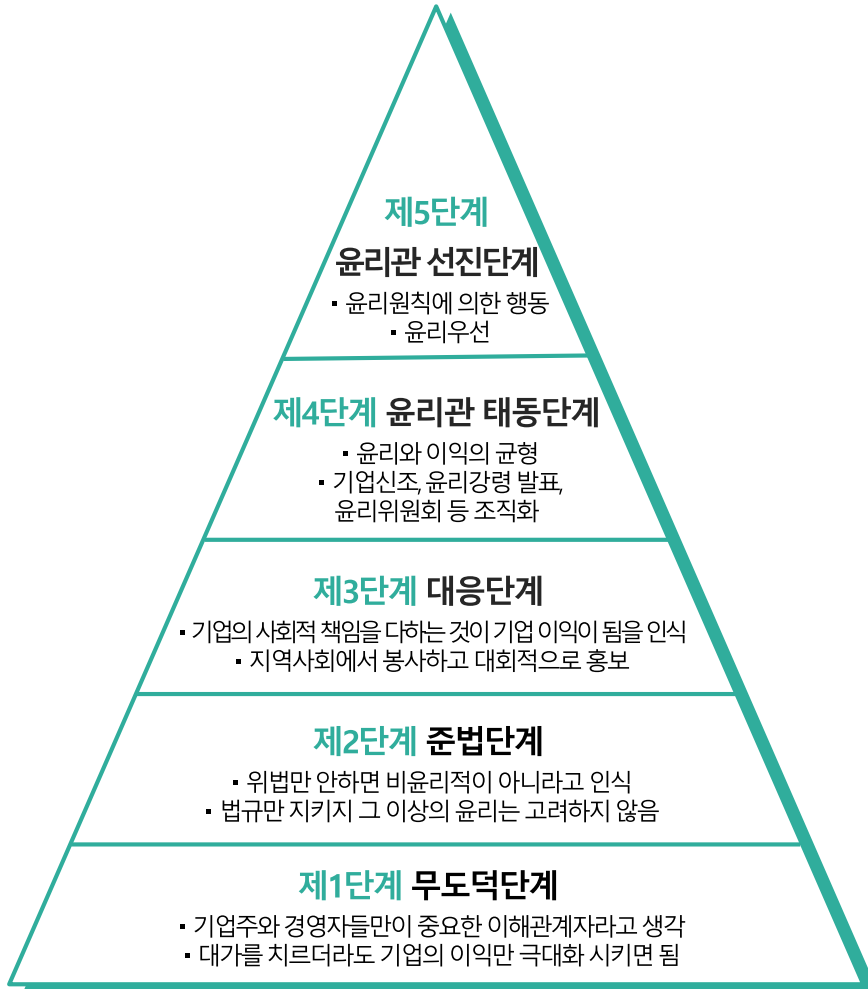 제5단계
윤리관 선진단계
▪ 윤리원칙에 의한 행동
▪ 윤리우선
제4단계 윤리관 태동단계
▪ 윤리와 이익의 균형
▪ 기업신조, 윤리강령 발표,
윤리위원회 등 조직화
제3단계 대응단계
▪ 기업의 사회적 책임을 다하는 것이 기업 이익이 됨을 인식
▪ 지역사회에서 봉사하고 대회적으로 홍보
제2단계 준법단계
▪ 위법만 안하면 비윤리적이 아니라고 인식
▪ 법규만 지키지 그 이상의 윤리는 고려하지 않음
제1단계 무도덕단계
▪ 기업주와 경영자들만이 중요한 이해관계자라고 생각
▪ 대가를 치르더라도 기업의 이익만 극대화 시키면 됨